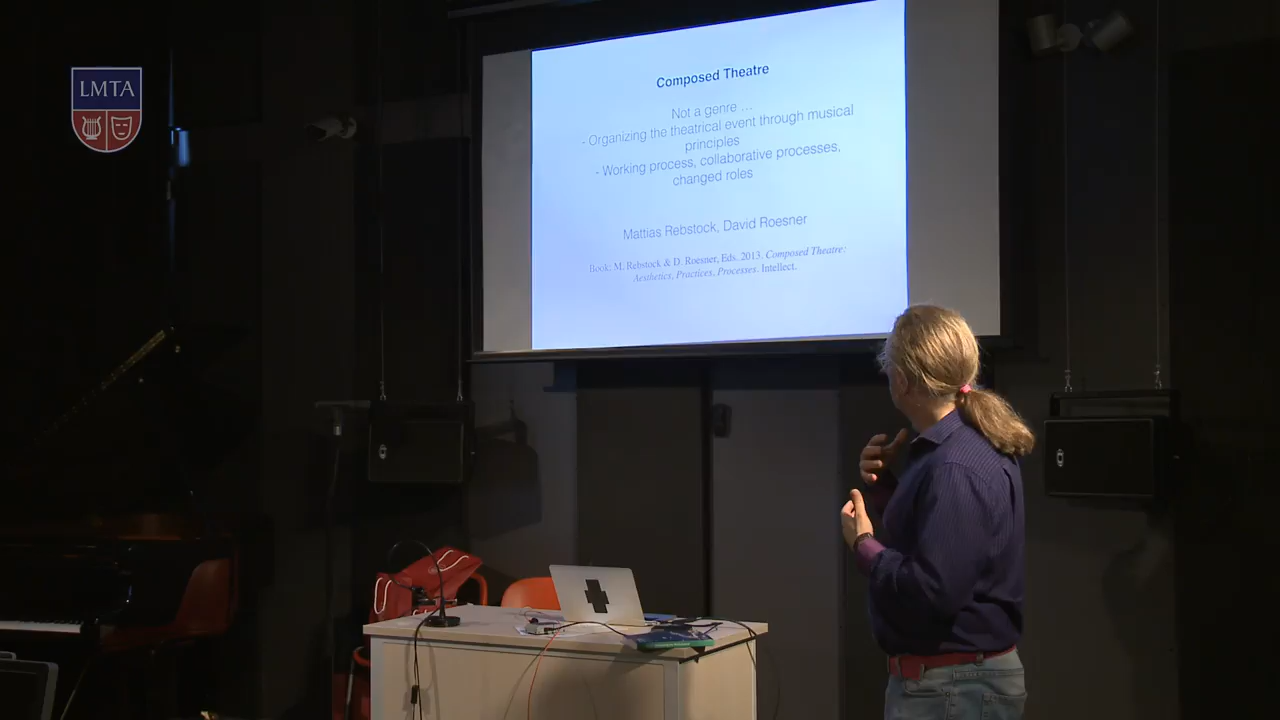 LMTA
Composed Theatre
Not a genre ...
- Organizing the theatrical event through musical
principles
- Working process, collaborative processes,
changed roles
Mattias Rebstock, David Roesner
Book: M. Rebstock & D. Roesner, Eds. 2013. Composed Theatre:
Aesthetics, Practices, Processes. Intellect.